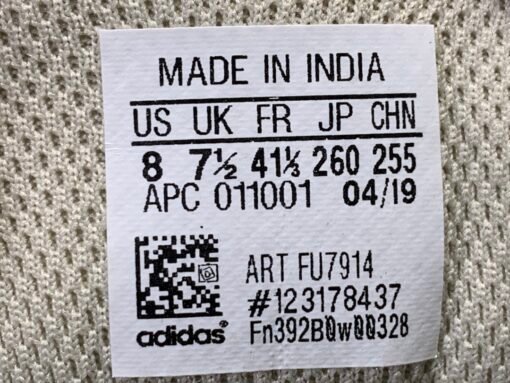 MADE IN INDIA
US UK FR JP CHN
8 7½ 41⅓ 260 255
APC 011001 04/19
ART FU7914
#123178437
adidas® Fn392B0w00328